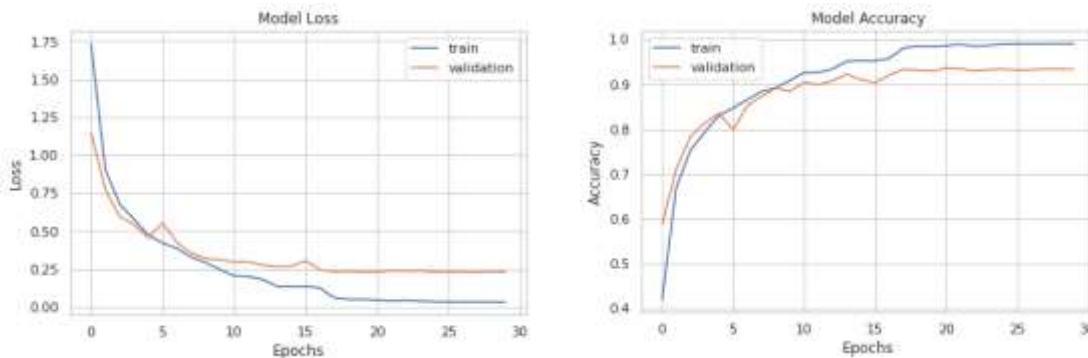 Model Loss
1.75
1.50
1.25
1.00
0.75
0.50
0.25
0.00
Loss
train
validation
0 5 10 15 20 25 30
Epochs
Model Accuracy
1.0
0.9
0.8
0.7
0.6
0.5
0.4
Accuracy
train
validation
0 5 10 15 20 25 30
Epochs